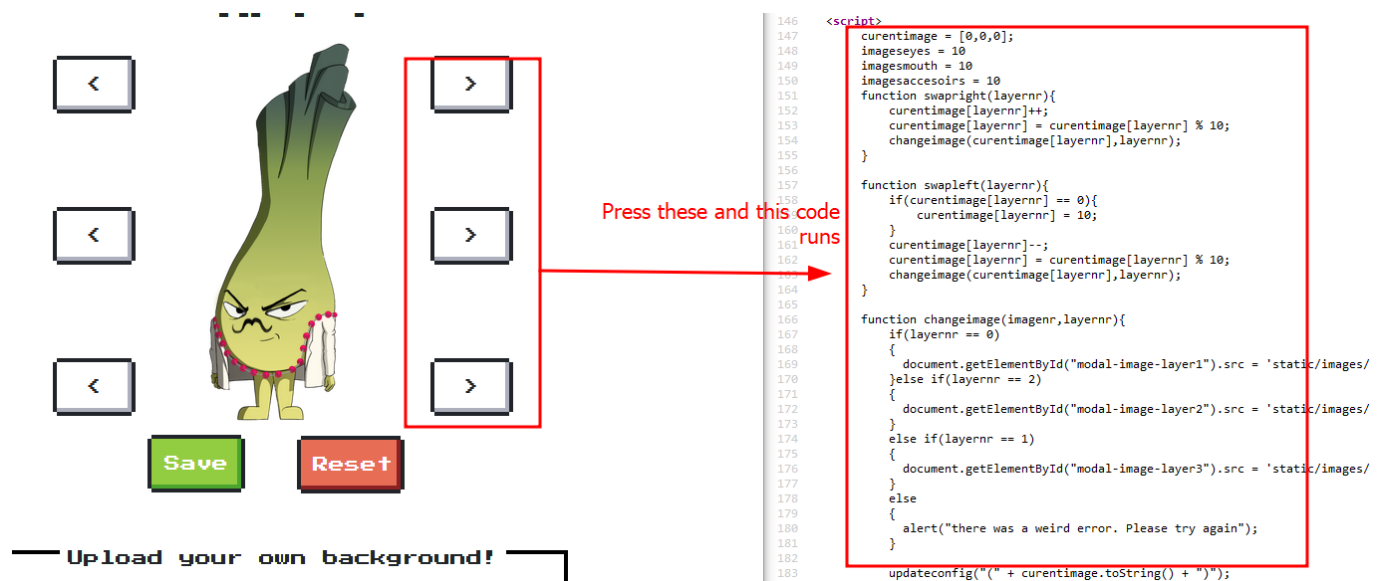 <
>
<
>
<
>
Save
Reset
Upload your own background!
Press these and this code
runs
146 <script>
147 curentimage = [0,0,0];
148 imageseyes = 10
149 imagesmouth = 10
150 imagesaccesoirs = 10
151 function swapright(layernr){
152 curentimage[layernr]++;
153 curentimage[layernr] = curentimage[layernr] % 10;
154 changeimage(curentimage[layernr],layernr);
155 }
156
157 function swapleft(layernr){
158 if(curentimage[layernr] == 0){
159 curentimage[layernr] = 10;
160 }
161 curentimage[layernr]--;
162 curentimage[layernr] = curentimage[layernr] % 10;
163 changeimage(curentimage[layernr],layernr);
164 }
165
166 function changeimage(imagenr,layernr){
167 if(layernr == 0)
168 {
169 document.getElementById("modal-image-layer1").src = 'static/images/
170 }else if(layernr == 2)
171 {
172 document.getElementById("modal-image-layer2").src = 'static/images/
173 }
174 else if(layernr == 1)
175 {
176 document.getElementById("modal-image-layer3").src = 'static/images/
177 }
178 else
179 {
180 alert("there was a weird error. Please try again");
181 }
182
183 updateconfig("(" + curentimage.toString() + ")");